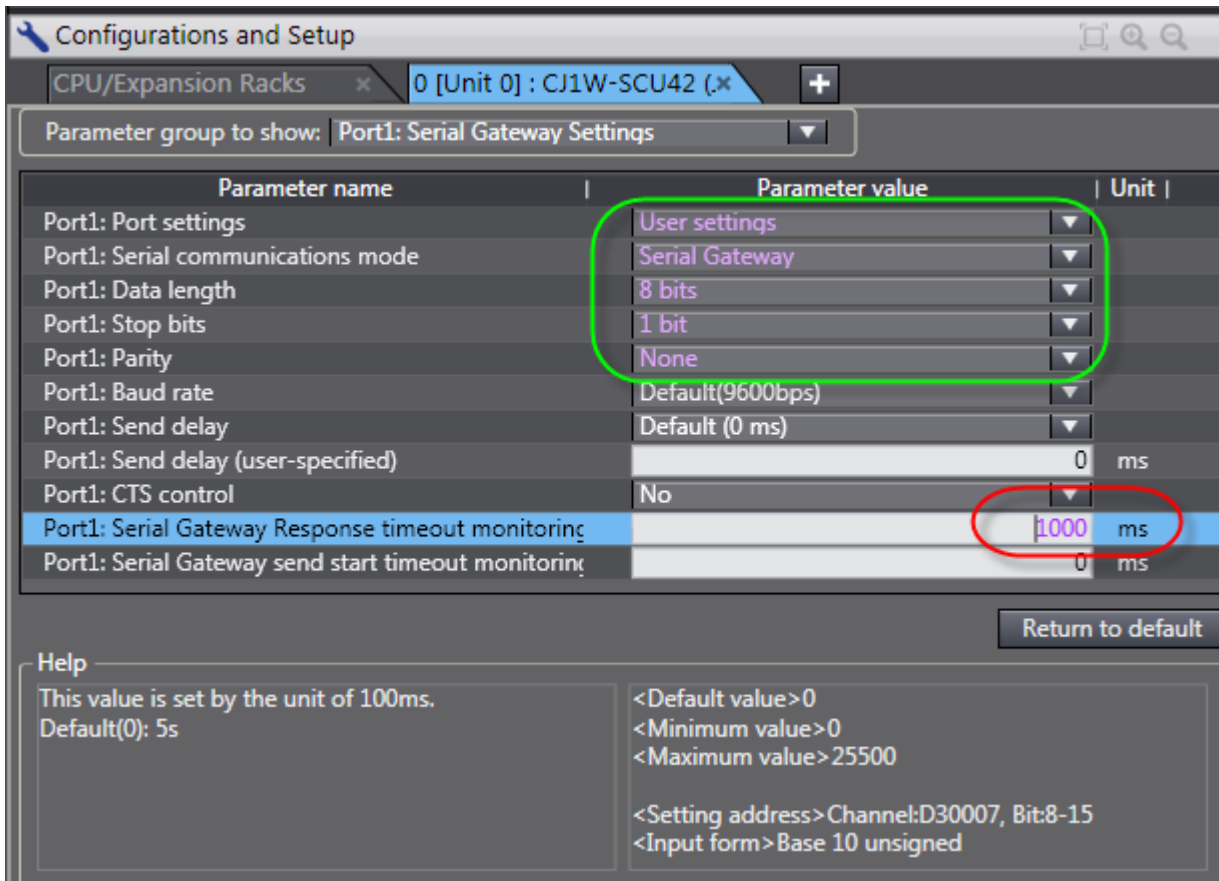 Configurations and Setup
CPU/Expansion Racks
0 [Unit 0] : CJ1W-SCU42 (.
Parameter group to show: Port1: Serial Gateway Settings
Parameter name | Parameter value | Unit |
Port1: Port settings User settings
Port1: Serial communications mode Serial Gateway
Port1: Data length 8 bits
Port1: Stop bits 1 bit
Port1: Parity None
Port1: Baud rate Default(9600bps)
Port1: Send delay Default (0 ms)
Port1: Send delay (user-specified) 0 ms
Port1: CTS control No
Port1: Serial Gateway Response timeout monitoring 1000 ms
Port1: Serial Gateway send start timeout monitorin 0 ms
Return to default
Help
This value is set by the unit of 100ms.
Default(0): 5s
<Default value>0
<Minimum value>0
<Maximum value>25500
<Setting address>Channel:D30007, Bit:8-15
<Input form>Base 10 unsigned